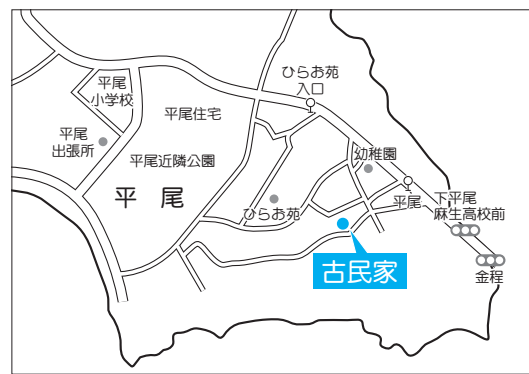 ひらお苑
入口
平尾
小学校
平尾住宅
平尾
出張所
平尾近隣公園
幼稚園
平尾
ひらお苑
平尾
下平尾
麻生高校前
古民家
金程